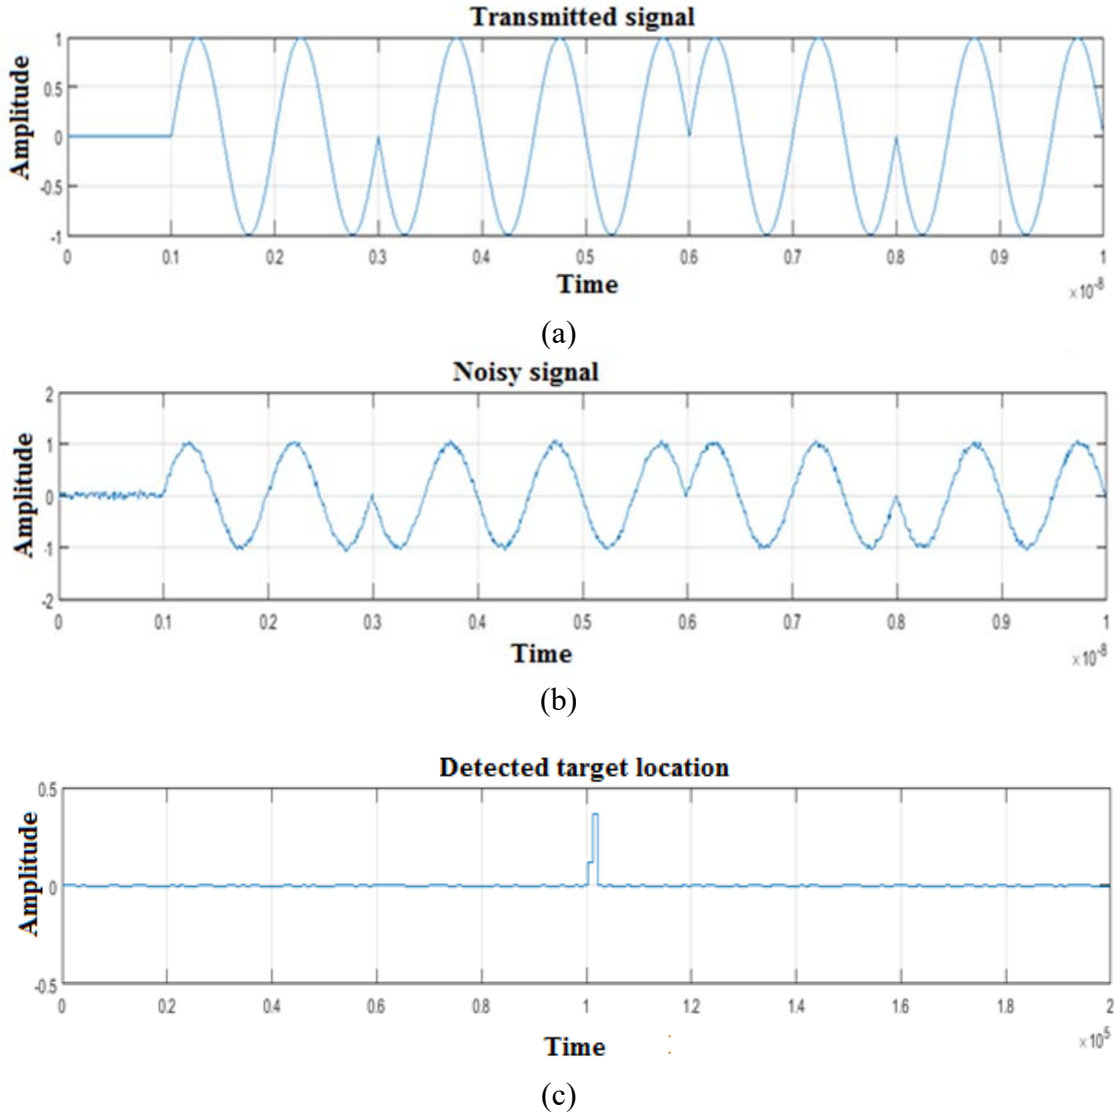 Transmitted signal
Amplitude
1
0.5
0
-0.5
-1
0 0.1 0.2 0.3 0.4 0.5 0.6 0.7 0.8 0.9 1
Time
×10-8
(a)
Noisy signal
Amplitude
2
1
0
-1
-2
0 0.1 0.2 0.3 0.4 0.5 0.6 0.7 0.8 0.9 1
Time
×10-8
(b)
Detected target location
Amplitude
0.5
0
-0.5
0 0.2 0.4 0.6 0.8 1 1.2 1.4 1.6 1.8 2
Time
×105
(c)